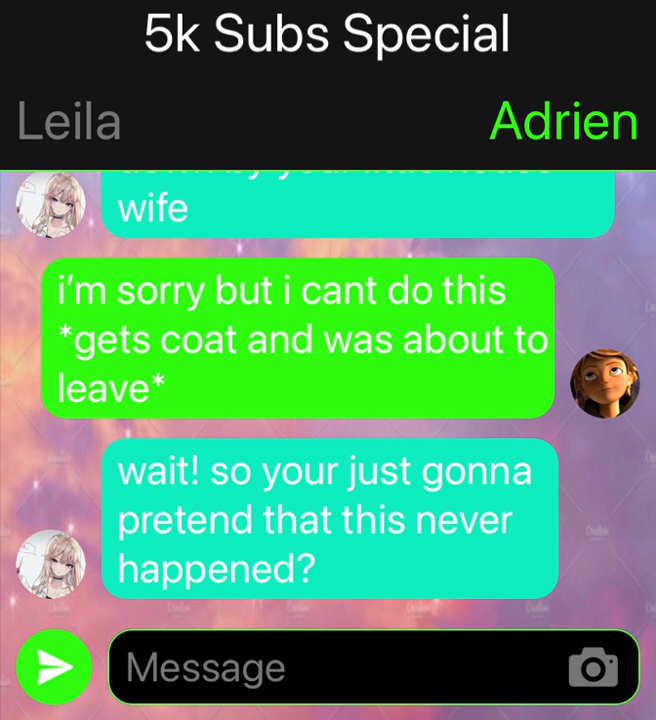 5k Subs Special
Leila Adrien
wife
i'm sorry but i cant do this
*gets coat and was about to
leave*
wait! so your just gonna
pretend that this never
happened?
Message